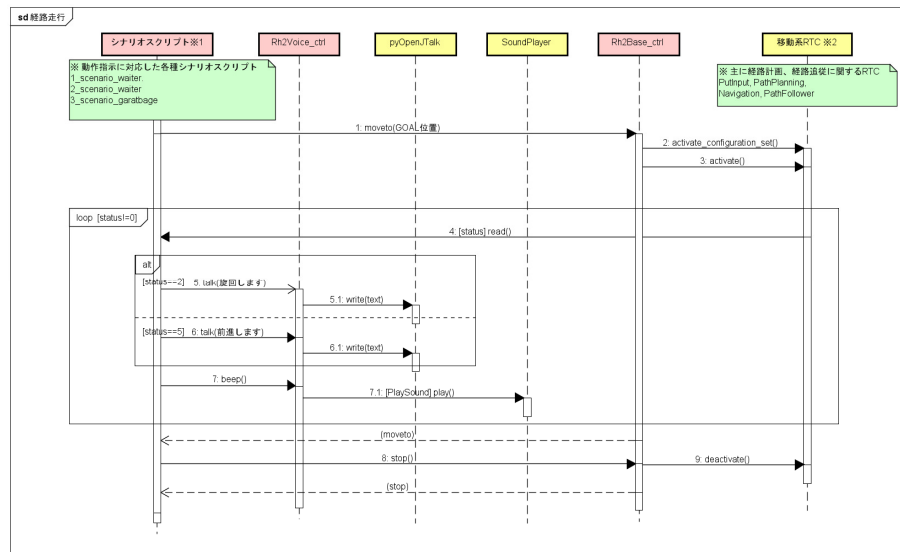 sd 経路走行
シナリオスクリプト※1
Rh2Voice_ctrl
pyOpenJTalk
SoundPlayer
Rh2Base_ctrl
移動系RTC ※2
※ 動作指示に対応した各種シナリオスクリプト
1_scenario_waiter.
2_scenario_waiter
3_scenario_garatbage
※ 主に経路計画、経路追従に関するRTC
PutInput, PathPlanning,
Navigation, PathFollower
1: moveto(GOAL位置)
2: activate_configuration_set()
3: activate()
loop [status!=0]
4: [status] read()
alt
[status==2] 5: talk(旋回します)
5.1: write(text)
[status==5] 6: talk(前進します)
6.1: write(text)
7: beep()
7.1: [PlaySound] play()
(moveto)
8: stop()
9: deactivate()
(stop)